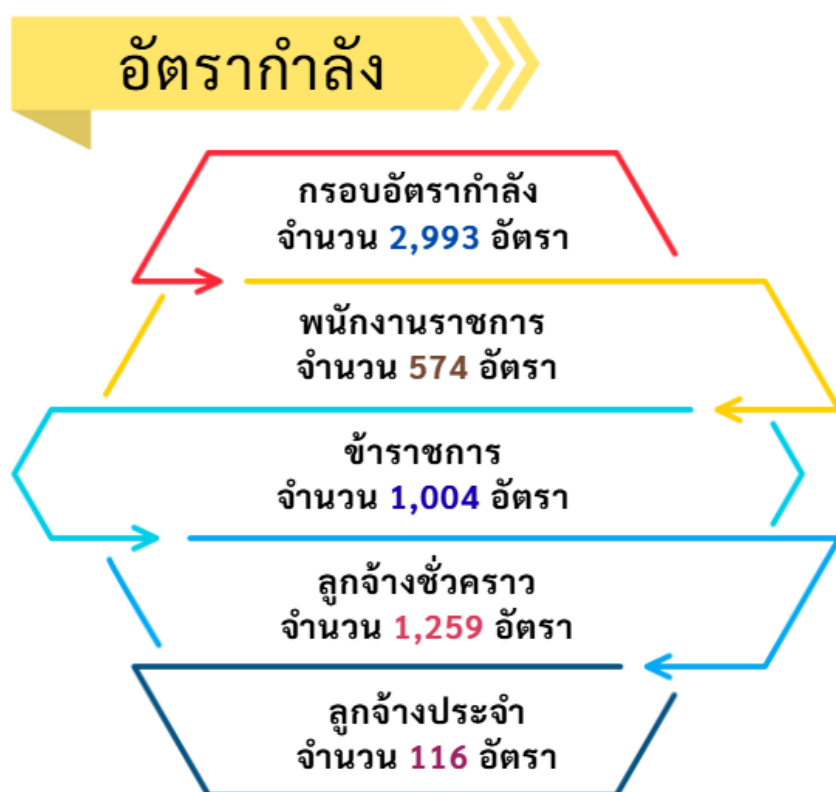 อัตรากำลัง
กรอบอัตรากำลัง
จำนวน 2,993 อัตรา
พนักงานราชการ
จำนวน 574 อัตรา
ข้าราชการ
จำนวน 1,004 อัตรา
ลูกจ้างชั่วคราว
จำนวน 1,259 อัตรา
ลูกจ้างประจำ
จำนวน 116 อัตรา